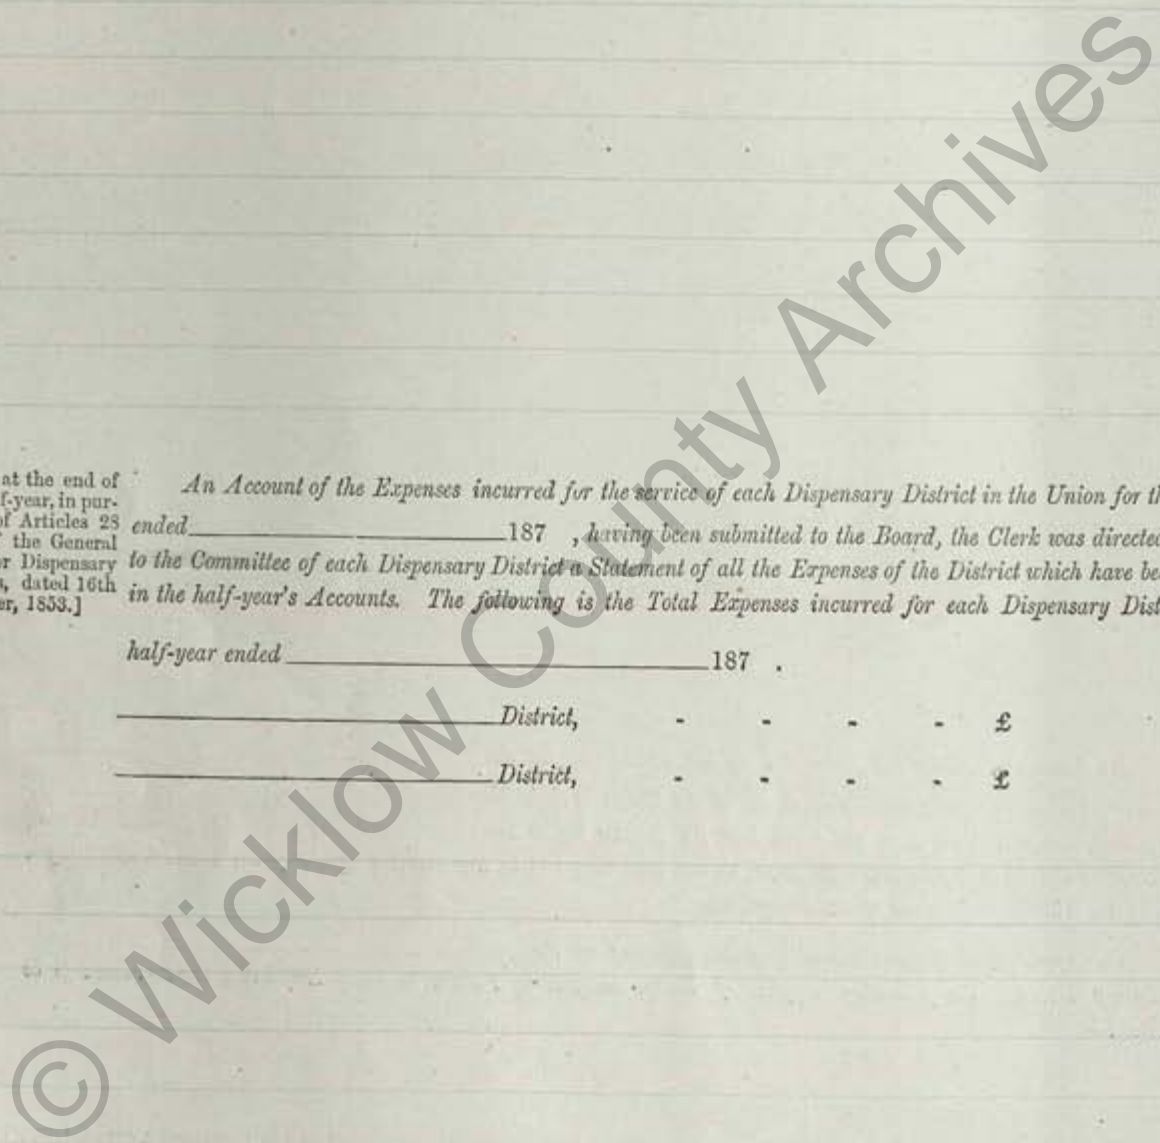 at the end of
f-year, in pur-
of Articles 28
the General
r Dispensary
s, dated 16th
er, 1853.]
An Account of the Expenses incurred for the service of each Dispensary District in the Union for th
ended 187 , having been submitted to the Board, the Clerk was directed
to the Committee of each Dispensary District a Statement of all the Expenses of the District which have be
in the half-year's Accounts. The following is the Total Expenses incurred for each Dispensary Dist
half-year ended 187 .
District, - - - - £
District, - - - - £
© Wicklow County Archives